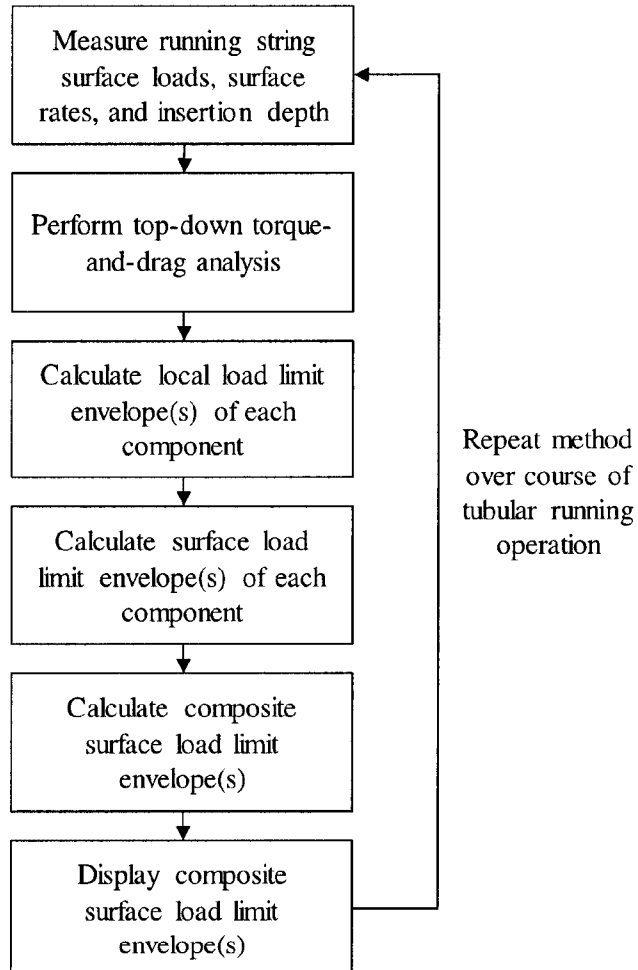 Measure running string
surface loads, surface
rates, and insertion depth
Perform top-down torque-
and-drag analysis
Calculate local load limit
envelope(s) of each
component
Calculate surface load
limit envelope(s) of each
component
Calculate composite
surface load limit
envelope(s)
Display composite
surface load limit
envelope(s)
Repeat method
over course of
tubular running
operation